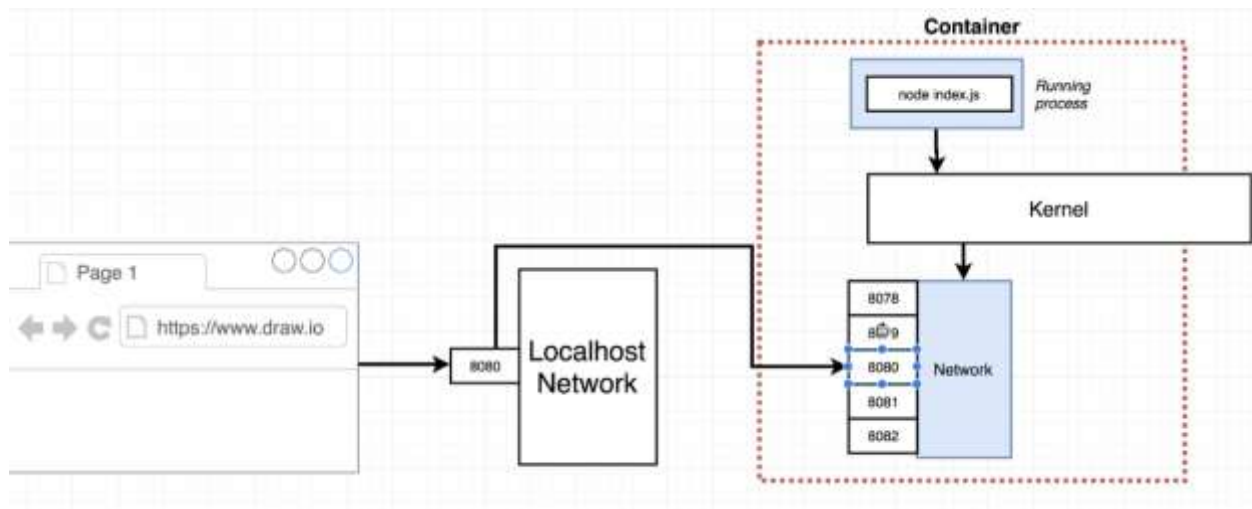 Container
node index.js
Running
process
Kernel
Page 1
https://www.draw.io
8080
Localhost
Network
8078
8080
8081
8082
Network